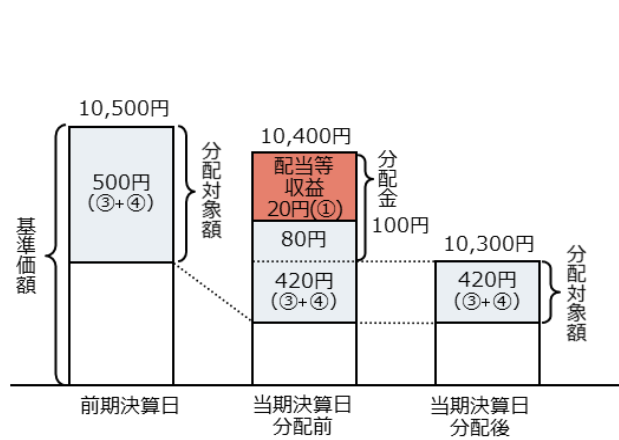 10,500円
500円
(③+④)
分配対象額
基準価額
前期決算日
10,400円
配当等
収益
20円(①)
80円
420円
(③+④)
分配金
100円
当期決算日
分配前
10,300円
420円
(③+④)
分配対象額
当期決算日
分配後